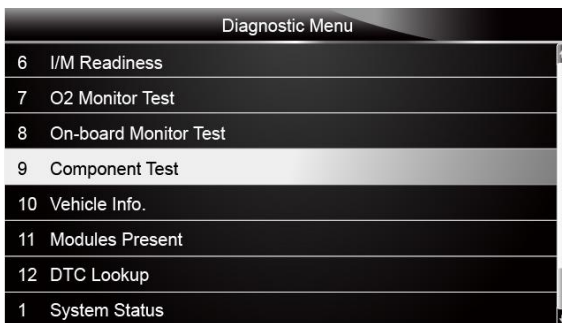 Diagnostic Menu
6 I/M Readiness
7 O2 Monitor Test
8 On-board Monitor Test
9 Component Test
10 Vehicle Info.
11 Modules Present
12 DTC Lookup
1 System Status